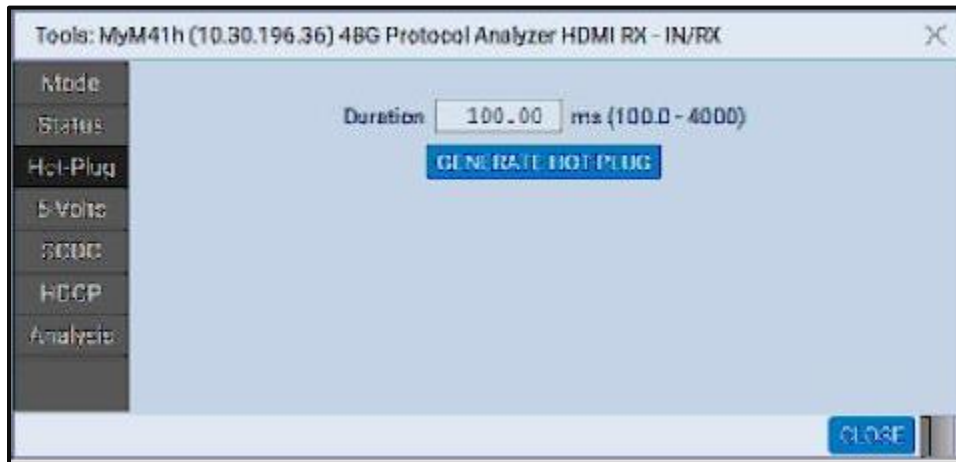 Tools: MyM41h (10.30.196.36) 48G Protocol Analyzer HDMI RX - IN/RX
Mode
Status
Duration 100.00 ms (100.0 - 4000)
Hot-Plug
GENERATE HOT PLUG
5-Volts
SCDC
HDCP
Analysis
CLOSE